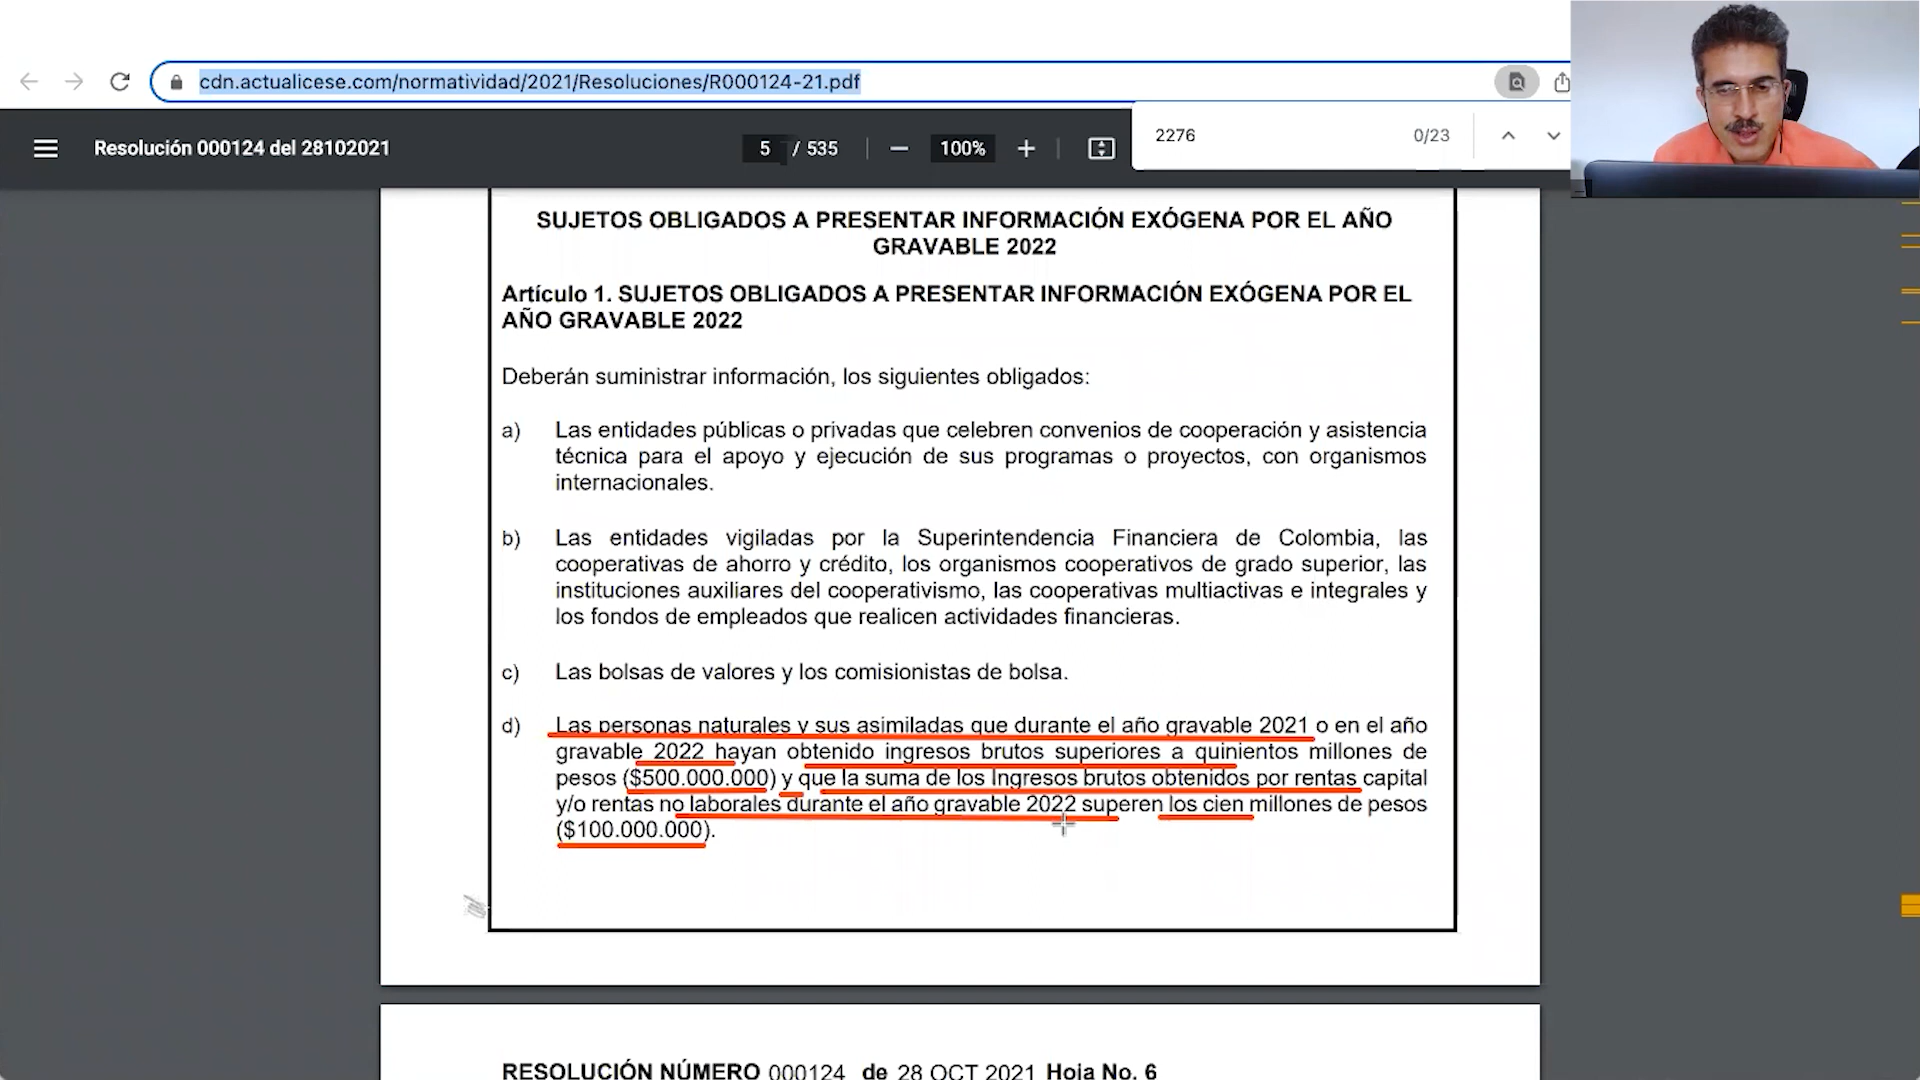 cdn.actualicese.com/normatividad/2021/Resoluciones/R000124-21.pdf
Resolución 000124 del 28102021
5 / 535
100%
2276
0/23
SUJETOS OBLIGADOS A PRESENTAR INFORMACIÓN EXÓGENA POR EL AÑO
GRAVABLE 2022
Artículo 1. SUJETOS OBLIGADOS A PRESENTAR INFORMACIÓN EXÓGENA POR EL
AÑO GRAVABLE 2022
Deberán suministrar información, los siguientes obligados:
a) Las entidades públicas o privadas que celebren convenios de cooperación y asistencia
técnica para el apoyo y ejecución de sus programas o proyectos, con organismos
internacionales.
b) Las entidades vigiladas por la Superintendencia Financiera de Colombia, las
cooperativas de ahorro y crédito, los organismos cooperativos de grado superior, las
instituciones auxiliares del cooperativismo, las cooperativas multiactivas e integrales y
los fondos de empleados que realicen actividades financieras.
c) Las bolsas de valores y los comisionistas de bolsa.
d) Las personas naturales y sus asimiladas que durante el año gravable 2021 o en el año
gravable 2022 hayan obtenido ingresos brutos superiores a quinientos millones de
pesos ($500.000.000) y que la suma de los Ingresos brutos obtenidos por rentas capital
y/o rentas no laborales durante el año gravable 2022 superen los cien millones de pesos
($100.000.000).
RESOLUCIÓN NÚMERO 000124 de 28 OCT 2021 Hoja No. 6